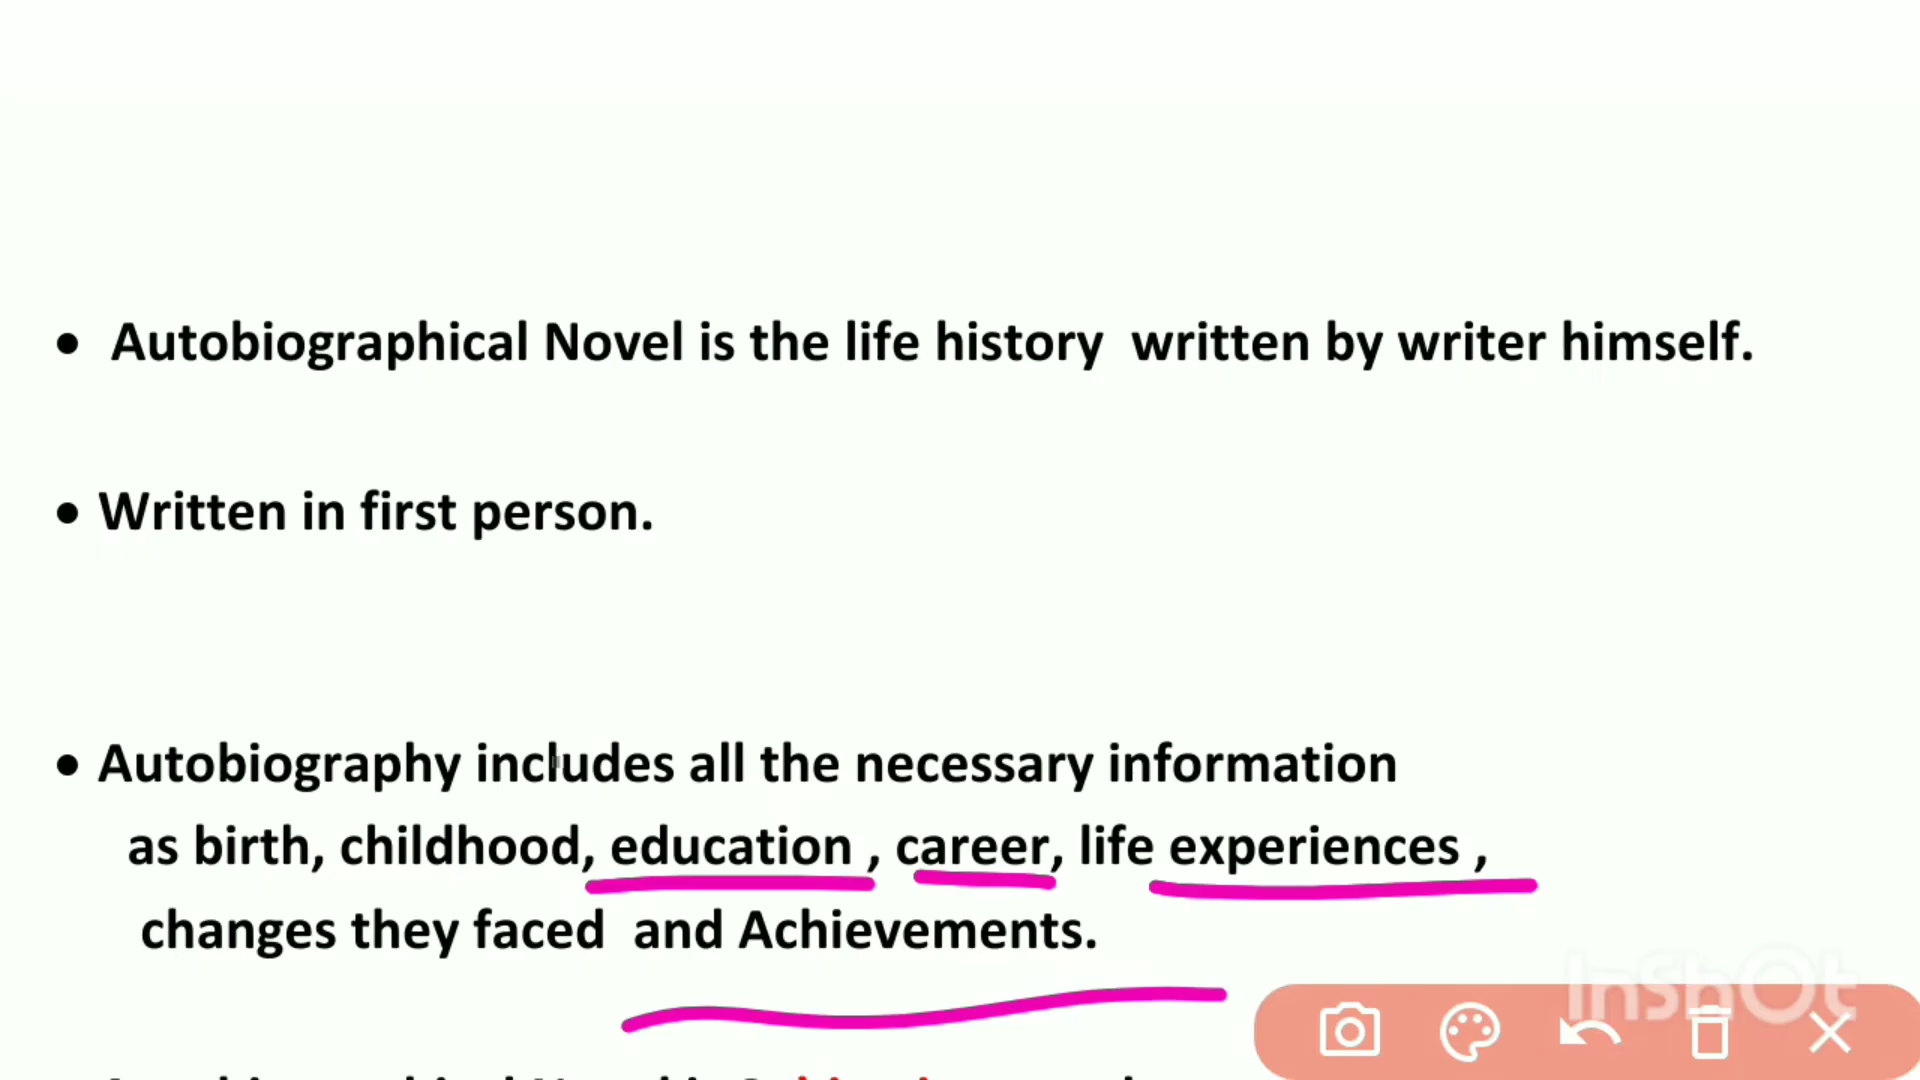 • Autobiographical Novel is the life history written by writer himself.
• Written in first person.
• Autobiography includes all the necessary information
as birth, childhood, education , career, life experiences ,
changes they faced and Achievements.
InShOt